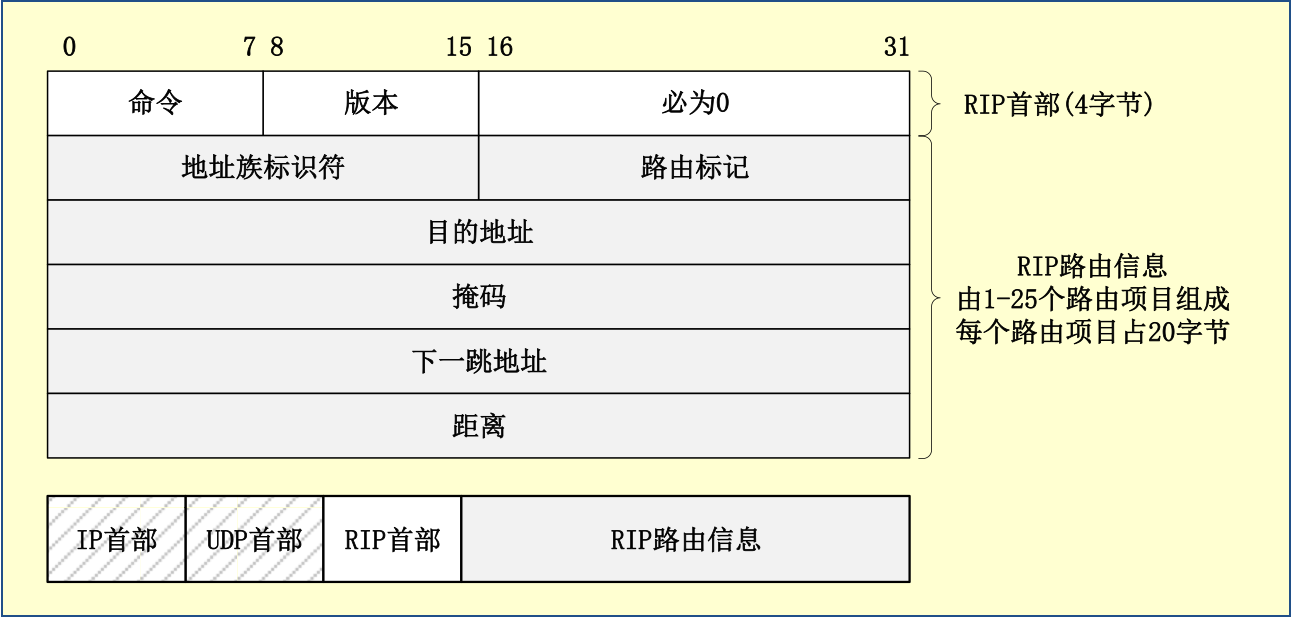 0 7 8 15 16 31
命令 版本 必为0 RIP首部(4字节)
地址族标识符 路由标记
目的地址
掩码
下一跳地址
距离
RIP路由信息
由1-25个路由项目组成
每个路由项目占20字节
IP首部 UDP首部 RIP首部 RIP路由信息